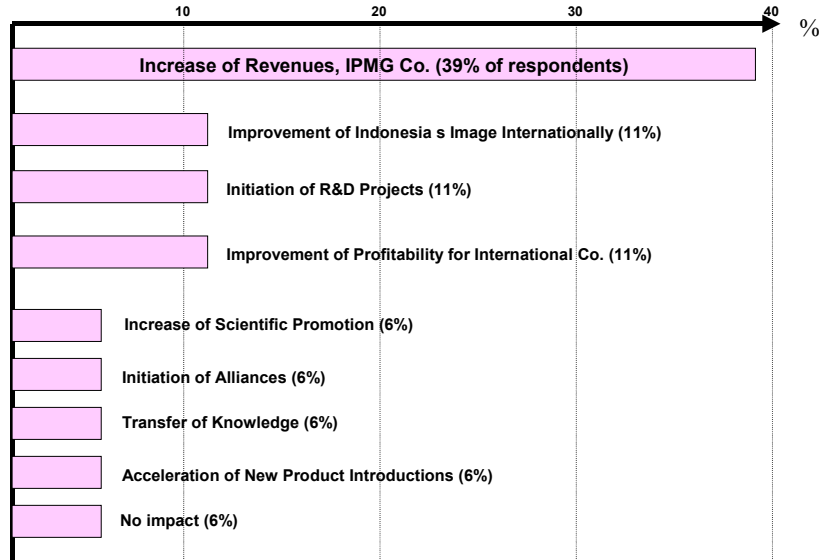 10 20 30 40
%
Increase of Revenues, IPMG Co. (39% of respondents)
Improvement of Indonesia s Image Internationally (11%)
Initiation of R&D Projects (11%)
Improvement of Profitability for International Co. (11%)
Increase of Scientific Promotion (6%)
Initiation of Alliances (6%)
Transfer of Knowledge (6%)
Acceleration of New Product Introductions (6%)
No impact (6%)